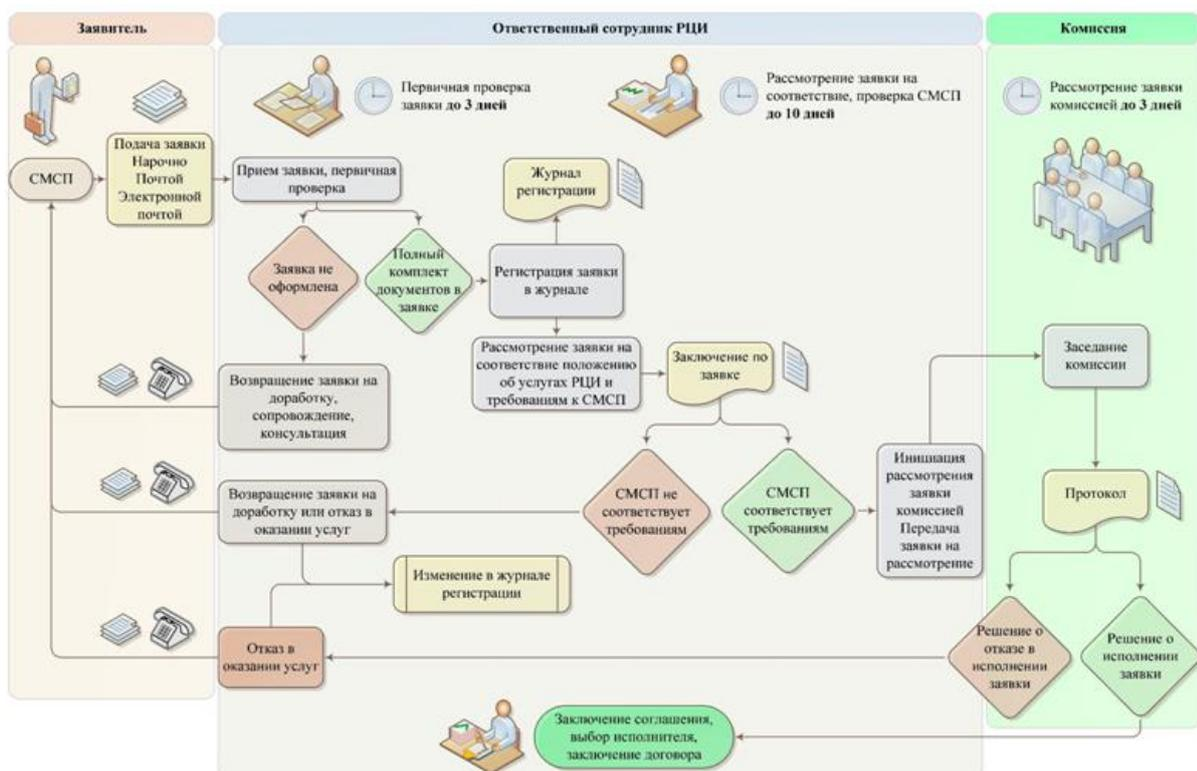 Заявитель
Ответственный сотрудник РЦИ
Комиссия
Первичная проверка
заявки до 3 дней
Рассмотрение заявки на
соответствие, проверка СМСП
до 10 дней
Рассмотрение заявки
комиссией до 3 дней
СМСП
Подача заявки
Нарочно
Почтой
Электронной
почтой
Прием заявки, первичная
проверка
Журнал
регистрации
Заявка не
оформлена
Полный
комплект
документов в
заявке
Регистрация заявки
в журнале
Рассмотрение заявки на
соответствие положению
об услугах РЦИ и
требованиям к СМСП
Заключение по
заявке
Заседание
комиссии
Возвращение заявки на
доработку,
сопровождение,
консультация
Возвращение заявки на
доработку или отказ в
оказании услуг
СМСП не
соответствует
требованиям
СМСП
соответствует
требованиям
Инициация
рассмотрения
заявки
комиссией
Передача
заявки на
рассмотрение
Протокол
Изменение в журнале
регистрации
Отказ в
оказании услуг
Решение о
отказе в
исполнении
заявки
Решение о
исполнении
заявки
Заключение соглашения,
выбор исполнителя,
заключение договора